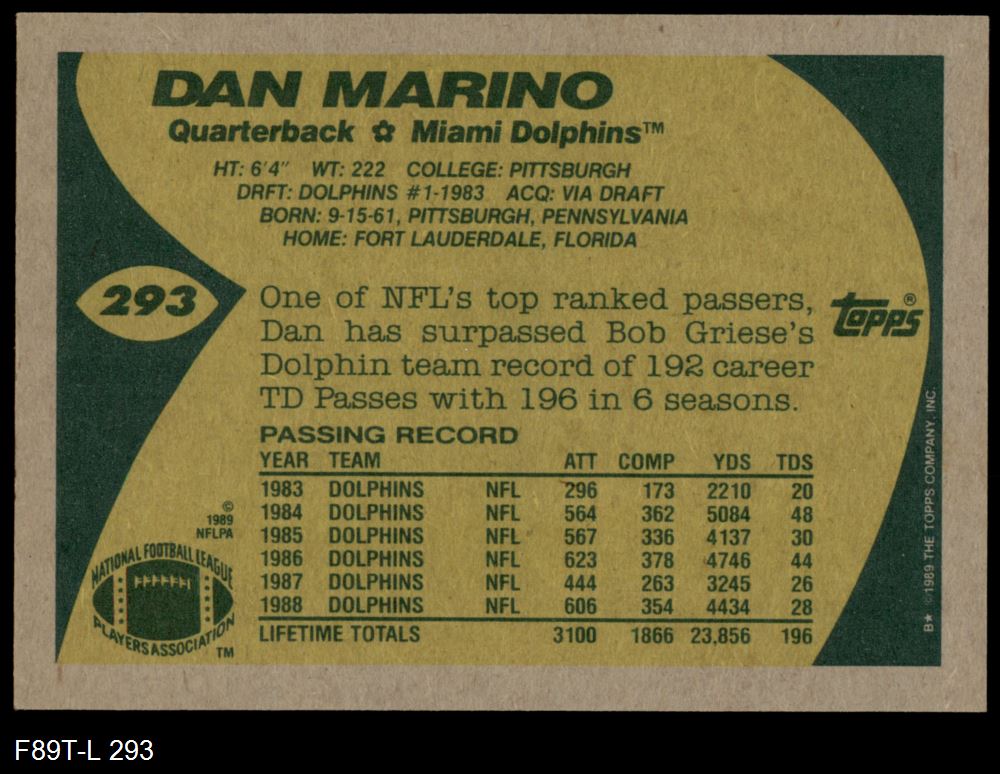 DAN MARINO
Quarterback ✿ Miami Dolphins™
HT: 6'4" WT: 222 COLLEGE: PITTSBURGH
DRFT: DOLPHINS #1-1983 ACQ: VIA DRAFT
BORN: 9-15-61, PITTSBURGH, PENNSYLVANIA
HOME: FORT LAUDERDALE, FLORIDA
293
One of NFL's top ranked passers,
Dan has surpassed Bob Griese's
Dolphin team record of 192 career
TD Passes with 196 in 6 seasons.
TOPPS®
PASSING RECORD
YEAR TEAM ATT COMP YDS TDS
1983 DOLPHINS NFL 296 173 2210 20
1984 DOLPHINS NFL 564 362 5084 48
1985 DOLPHINS NFL 567 336 4137 30
1986 DOLPHINS NFL 623 378 4746 44
1987 DOLPHINS NFL 444 263 3245 26
1988 DOLPHINS NFL 606 354 4434 28
LIFETIME TOTALS 3100 1866 23,856 196
©
1989
NFLPA
NATIONAL FOOTBALL LEAGUE
PLAYERS ASSOCIATION
TM
B★ ©1989 THE TOPPS COMPANY, INC.
F89T-L 293